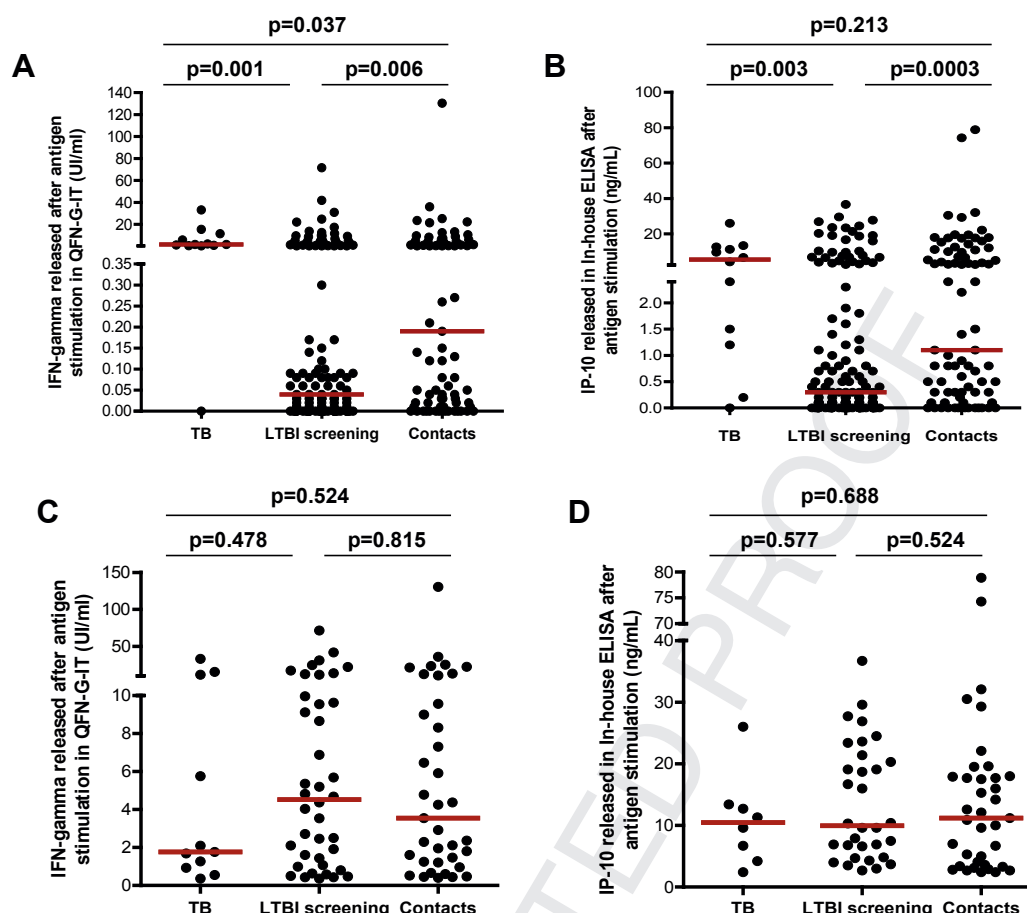 p=0.037
p=0.001 p=0.006
A
IFN-gamma released after antigen
stimulation in QFN-G-IT (UI/ml)
140
120
100
80
60
40
20
0.35
0.30
0.25
0.20
0.15
0.10
0.05
0.00
TB LTBI screening Contacts
p=0.213
p=0.003 p=0.0003
B
IP-10 released in In-house ELISA after
antigen stimulation (ng/mL)
100
80
60
40
20
2.0
1.5
1.0
0.5
0.0
TB LTBI screening Contacts
p=0.524
p=0.478 p=0.815
C
IFN-gamma released after antigen
stimulation in QFN-G-IT (UI/ml)
150
100
50
10
8
6
4
2
0
TB LTBI screening Contacts
p=0.688
p=0.577 p=0.524
D
IP-10 released in In-house ELISA after
antigen stimulation (ng/mL)
80
75
70
40
30
20
10
0
TB LTBI screening Contacts
TED PROOF